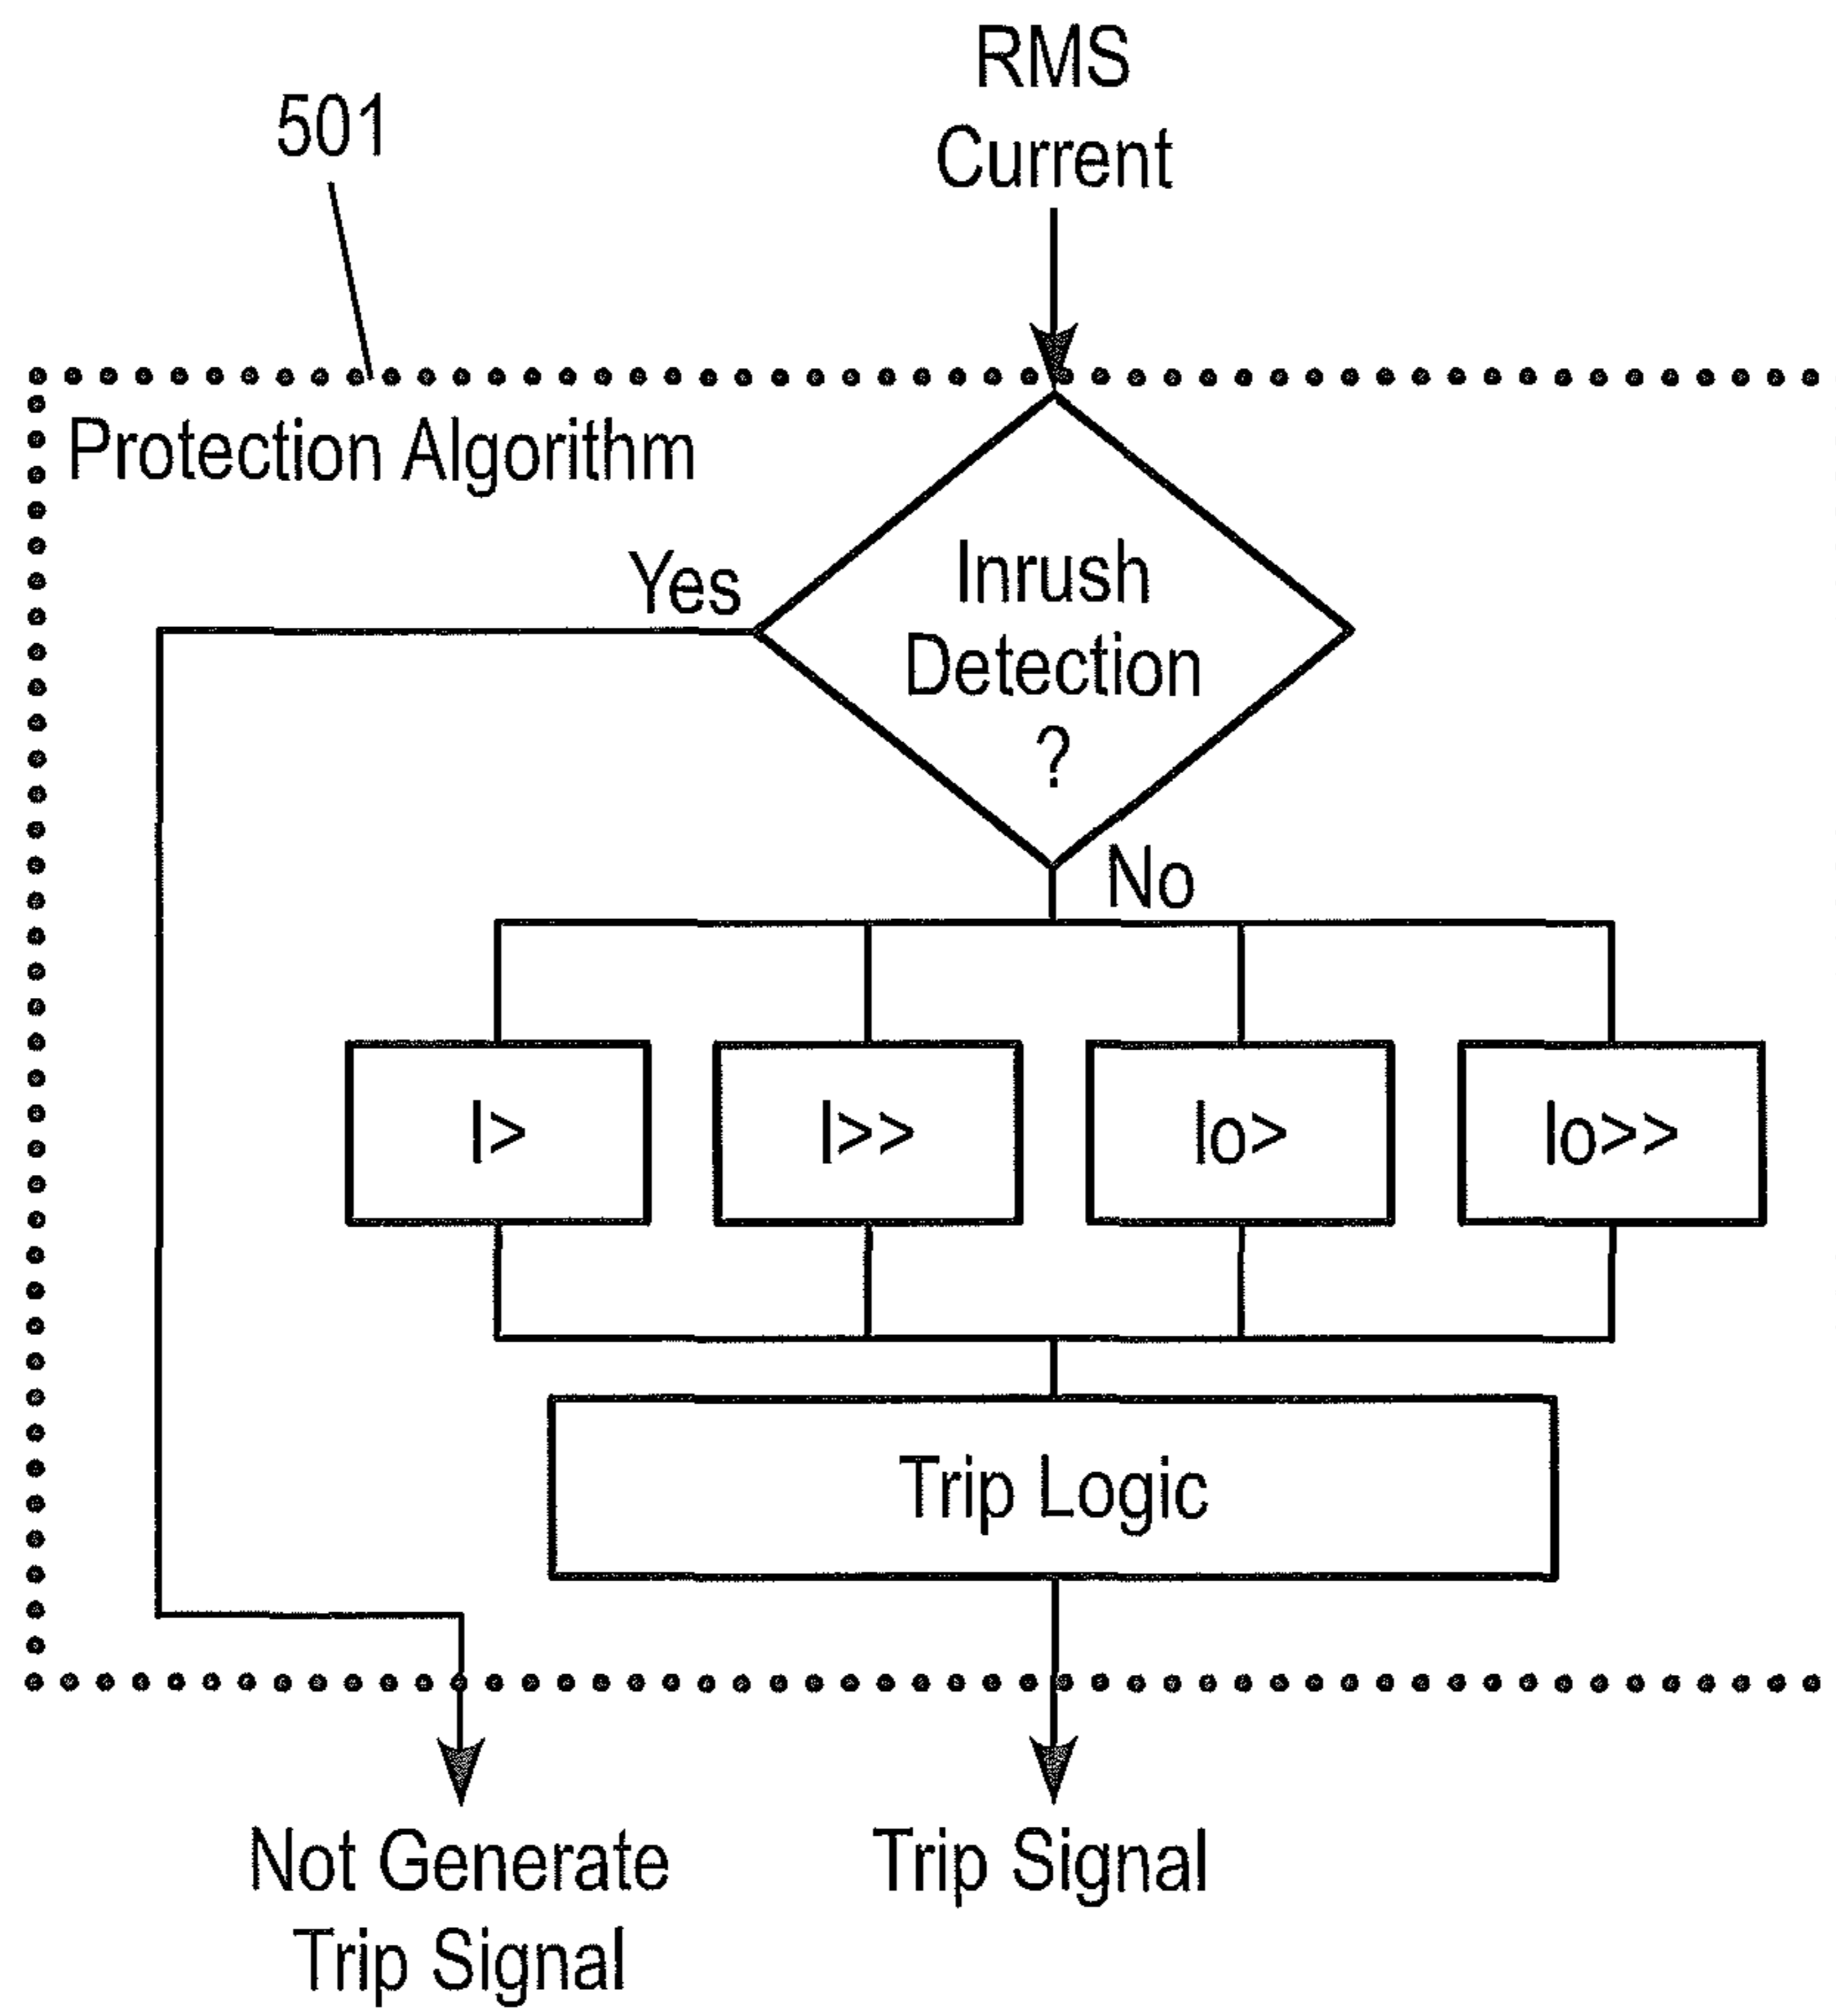 RMS
Current
501
Protection Algorithm
Yes
Inrush
Detection
?
No
I>
I>>
Io>
Io>>
Trip Logic
Not Generate
Trip Signal
Trip Signal